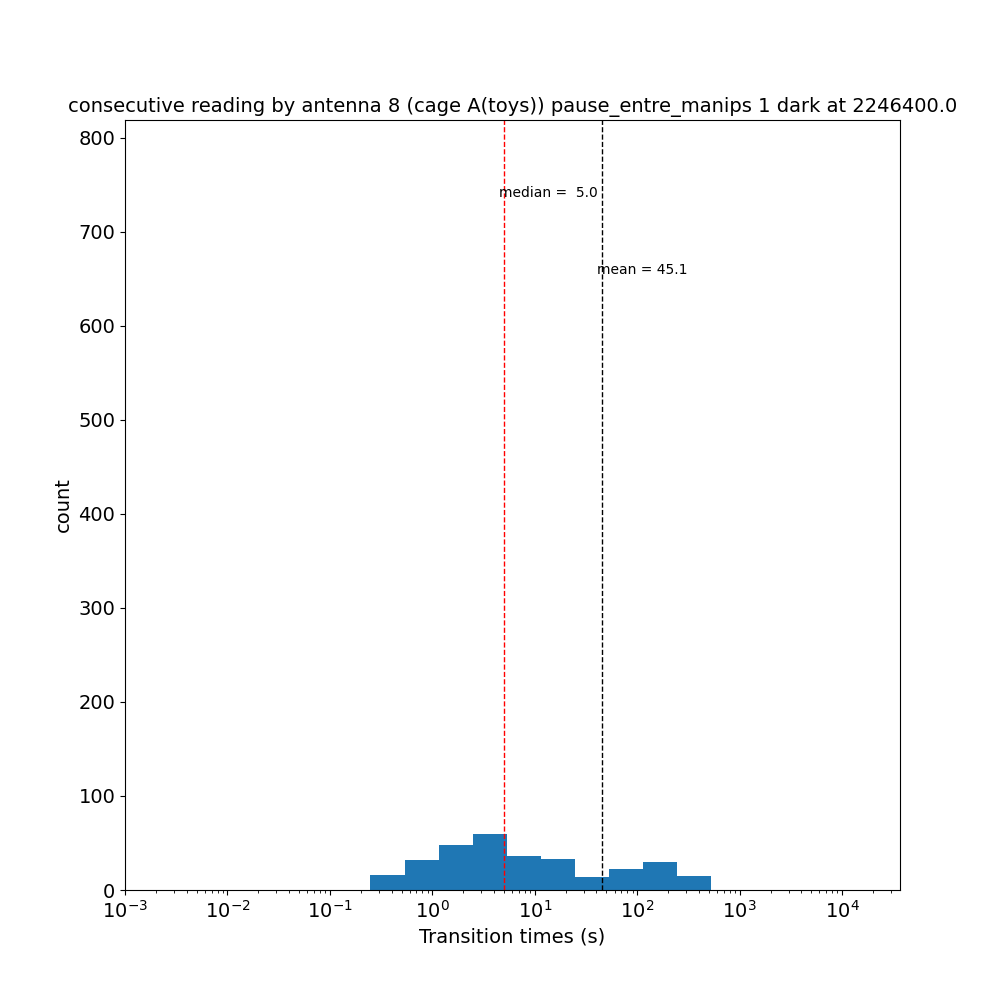 consecutive reading by antenna 8 (cage A(toys)) pause_entre_manips 1 dark at 2246400.0
800
median =  5.0
700
mean = 45.1
600
500
count
400
300
200
100
0
10⁻³ 10⁻² 10⁻¹ 10⁰ 10¹ 10² 10³ 10⁴
Transition times (s)